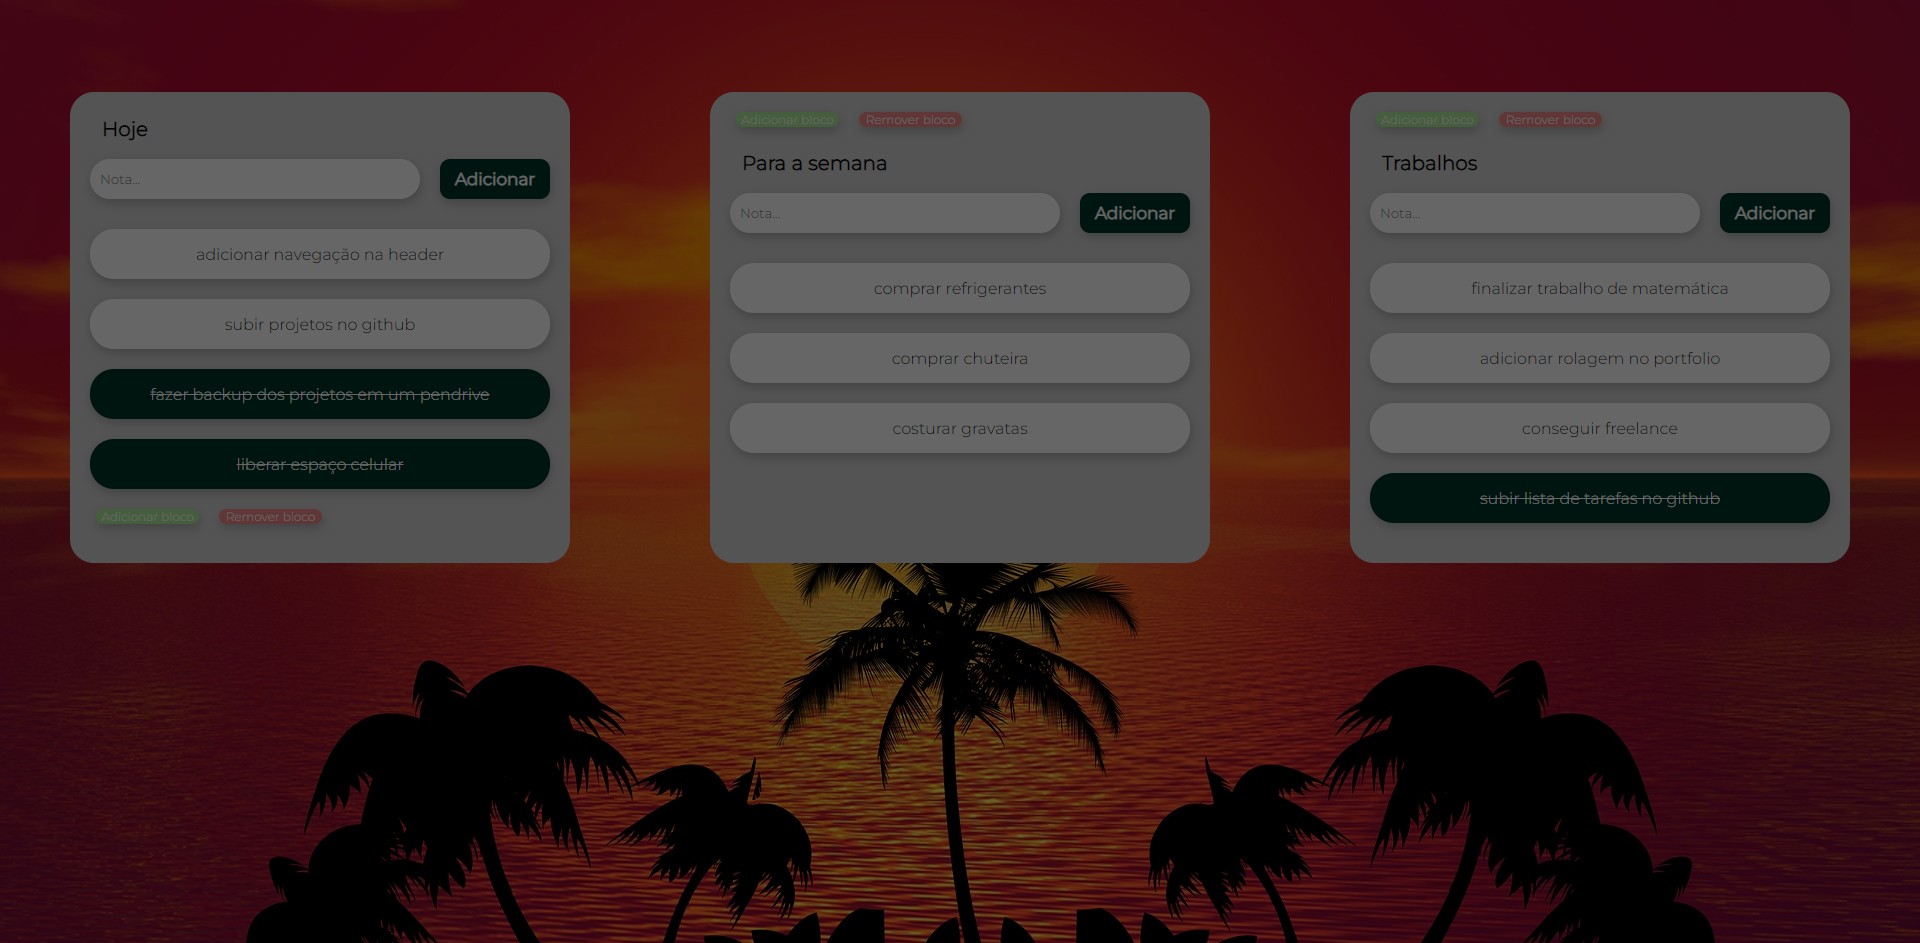 Hoje
Nota...
Adicionar
adicionar navegação na header
subir projetos no github
fazer backup dos projetos em um pendrive
liberar espaço celular
Adicionar bloco
Remover bloco
Adicionar bloco
Remover bloco
Para a semana
Nota...
Adicionar
comprar refrigerantes
comprar chuteira
costurar gravatas
Adicionar bloco
Remover bloco
Trabalhos
Nota...
Adicionar
finalizar trabalho de matemática
adicionar rolagem no portfolio
conseguir freelance
subir lista de tarefas no github